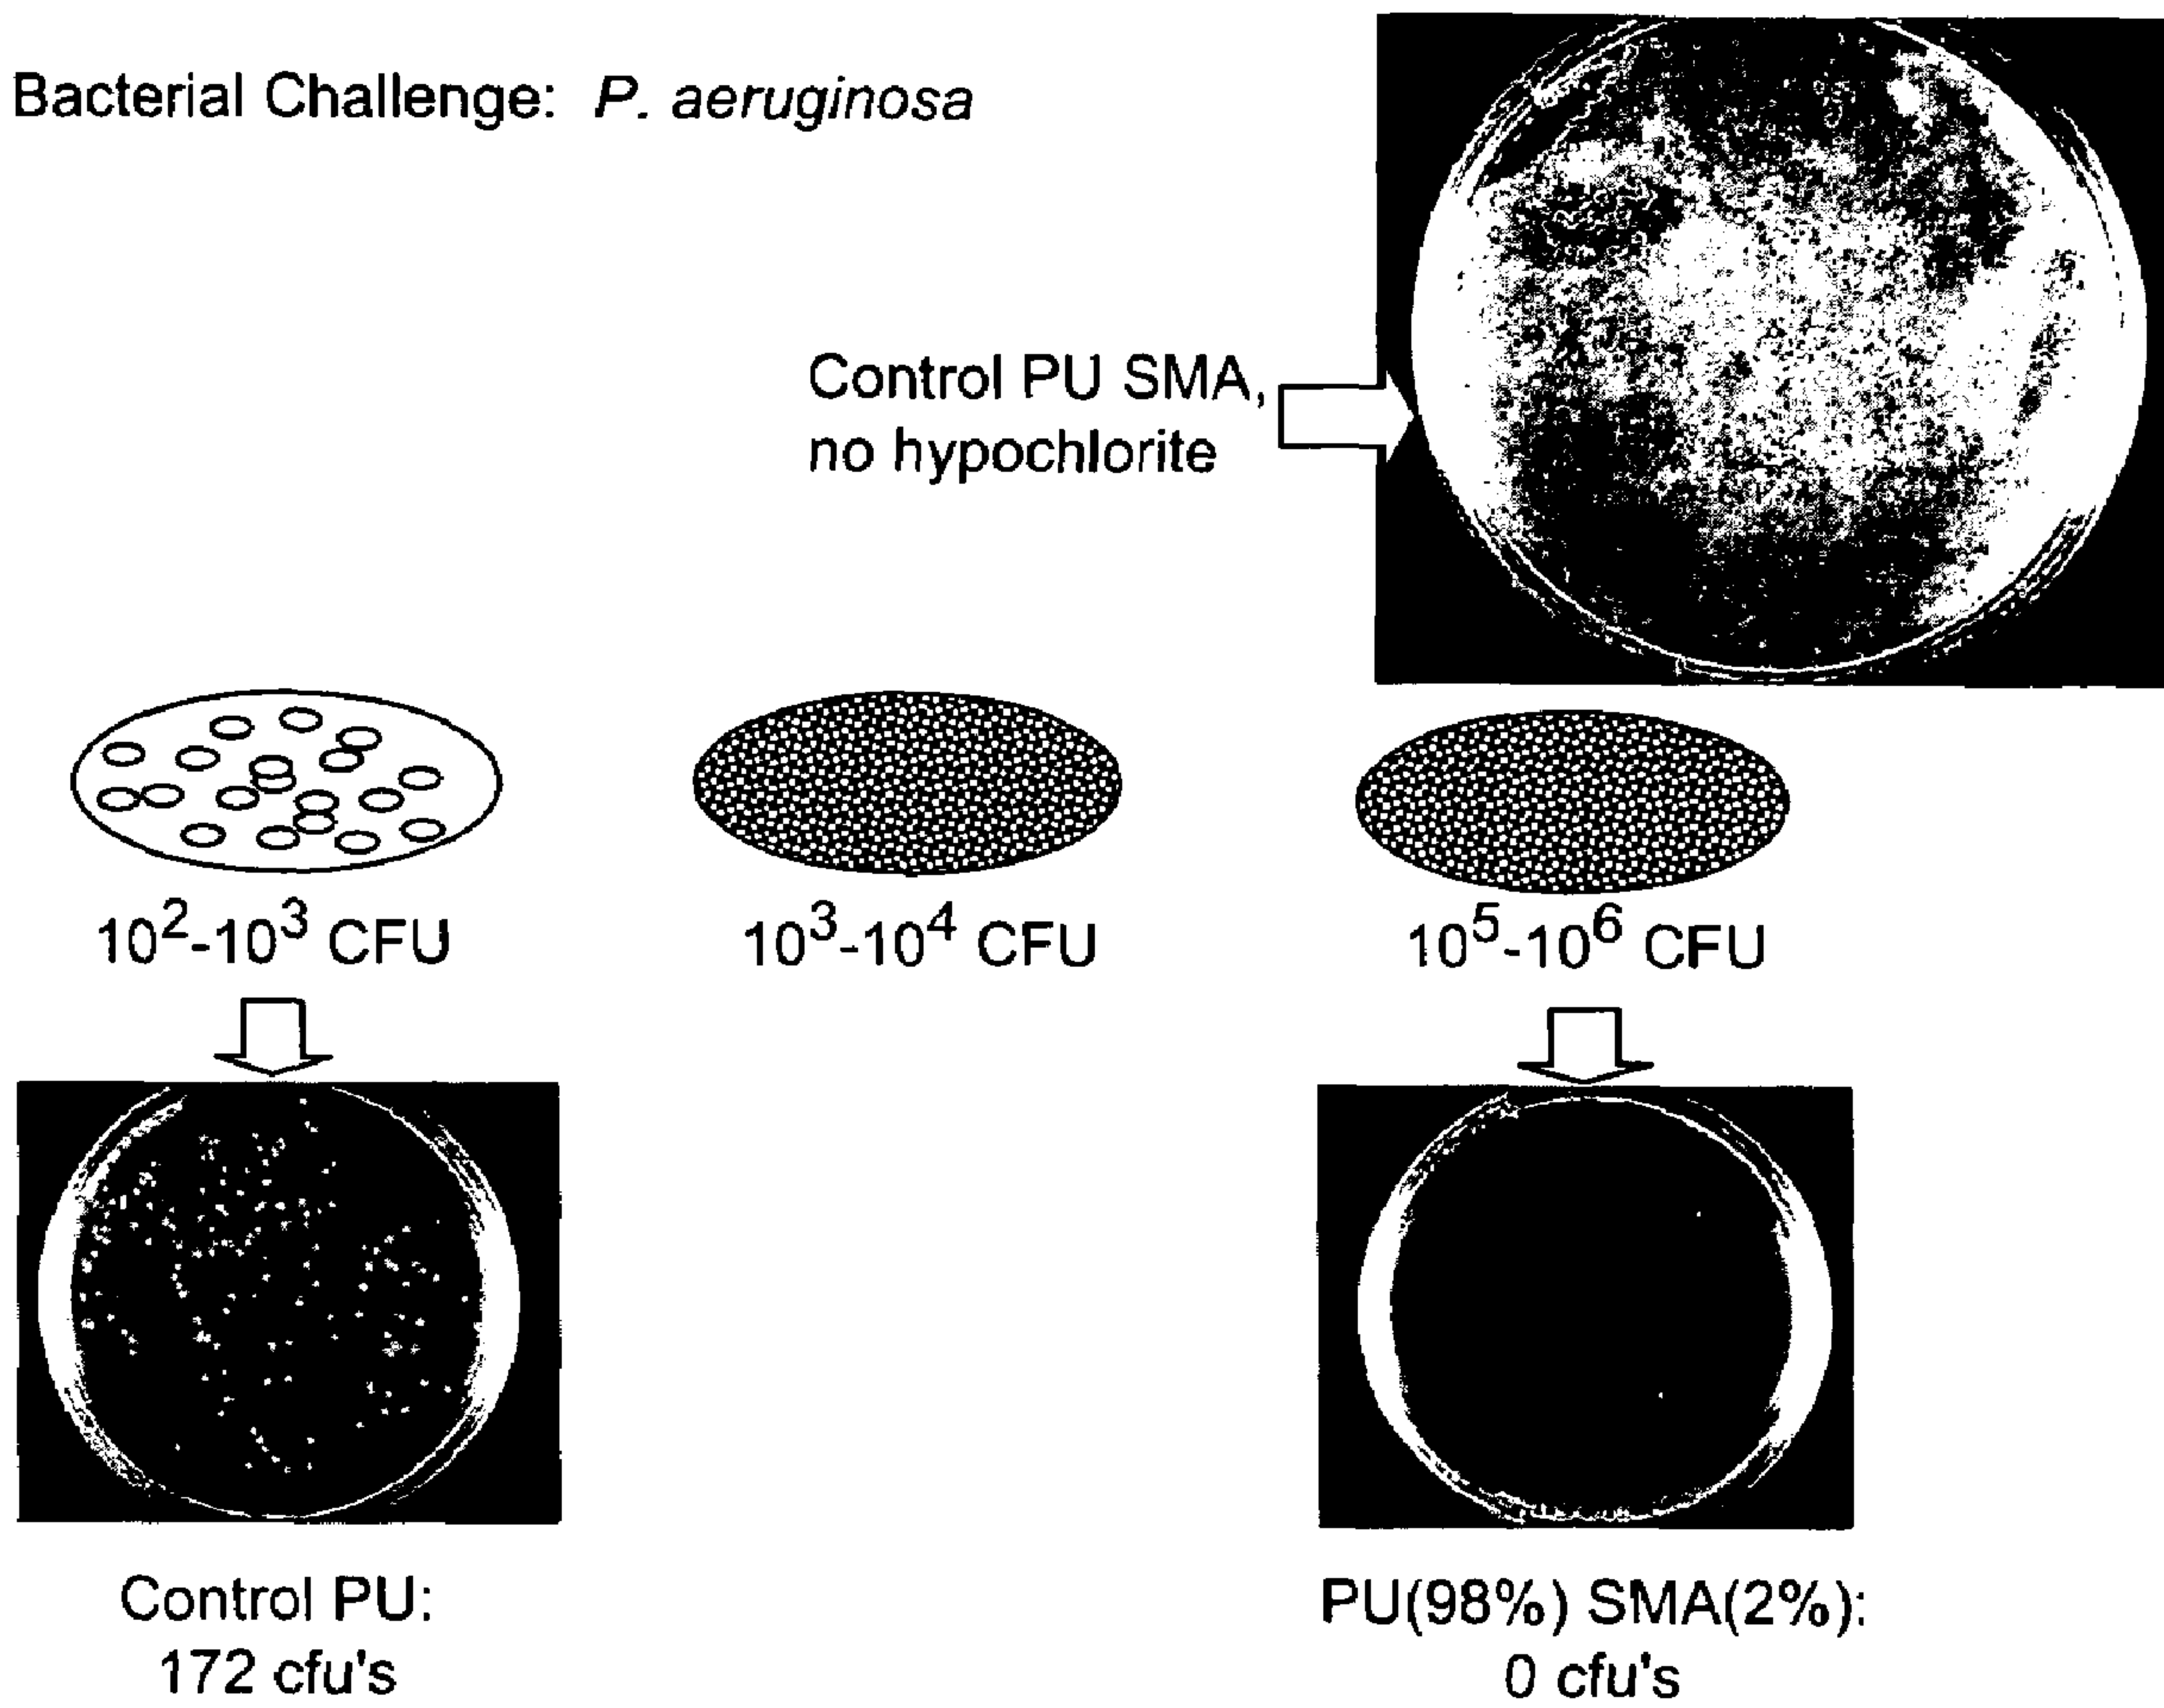 Bacterial Challenge: P. aeruginosa
Control PU SMA,
no hypochlorite
10²-10³ CFU
10³-10⁴ CFU
10⁵-10⁶ CFU
Control PU:
172 cfu's
PU(98%) SMA(2%):
0 cfu's